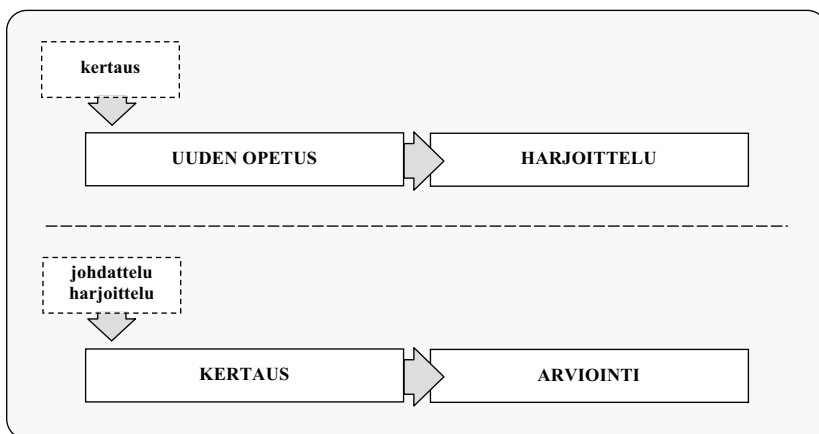 kertaus
UUDEN OPETUS
HARJOITTELU
johdattelu
harjoittelu
KERTAUS
ARVIOINTI